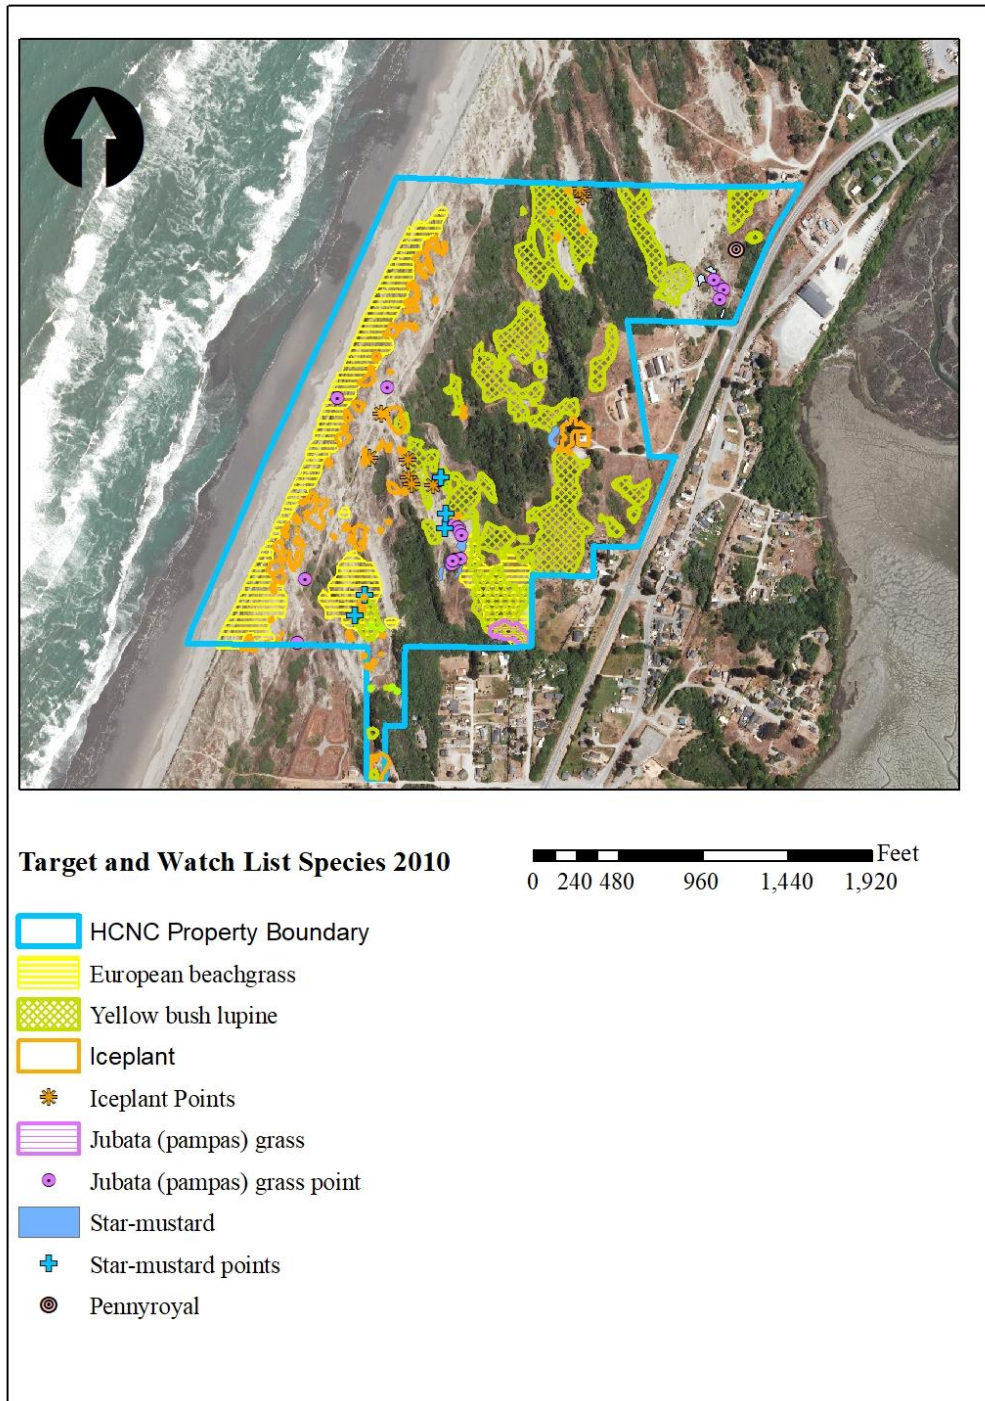 Target and Watch List Species 2010
Feet
0 240 480 960 1,440 1,920
HCNC Property Boundary
European beachgrass
Yellow bush lupine
Iceplant
Iceplant Points
Jubata (pampas) grass
Jubata (pampas) grass point
Star-mustard
Star-mustard points
Pennyroyal